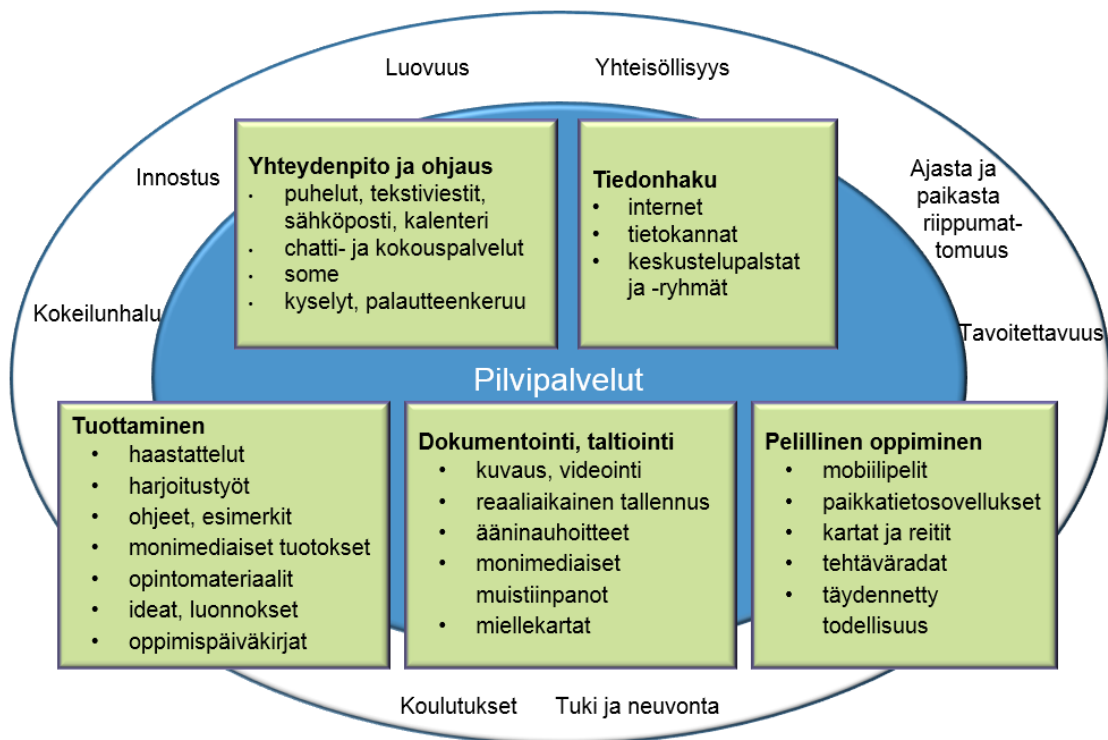 Luovuus
Yhteisöllisyys
Innostus
Kokeilunhalu
Yhteydenpito ja ohjaus
• puhelut, tekstiviestit,
sähköposti, kalenteri
• chatti- ja kokouspalvelut
• some
• kyselyt, palautteenkeruu
Tiedonhaku
• internet
• tietokannat
• keskustelupalstat
ja -ryhmät
Ajasta ja
paikasta
riippumat-
tomuus
Tavoitettavuus
Pilvipalvelut
Tuottaminen
• haastattelut
• harjoitustyöt
• ohjeet, esimerkit
• monimediaiset tuotokset
• opintomateriaalit
• ideat, luonnokset
• oppimispäiväkirjat
Dokumentointi, taltiointi
• kuvaus, videointi
• reaaliaikainen tallennus
• ääninauhoitteet
• monimediaiset
muistiinpanot
• miellekartat
Pelillinen oppiminen
• mobiilipelit
• paikkatietosovellukset
• kartat ja reitit
• tehtäväradat
• täydennetty
todellisuus
Koulutukset
Tuki ja neuvonta